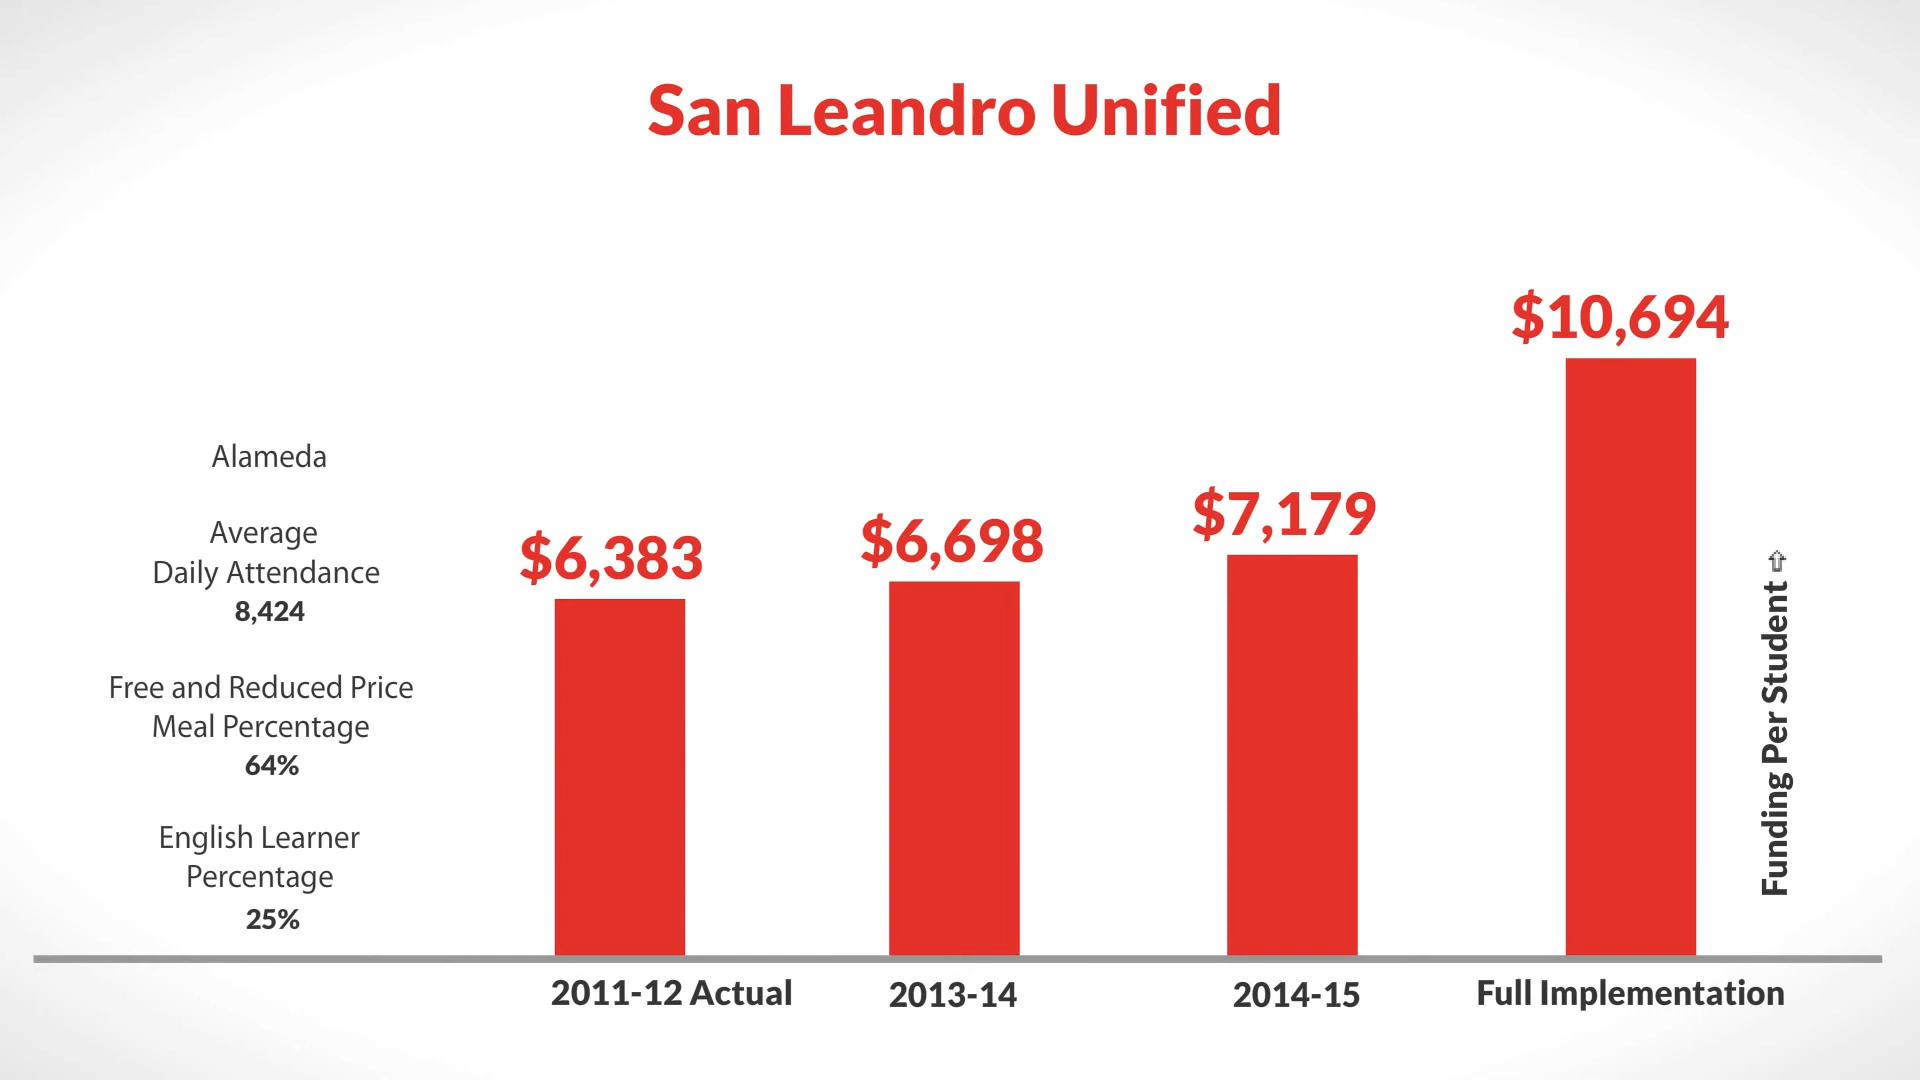 San Leandro Unified
Alameda
Average
Daily Attendance
8,424
Free and Reduced Price
Meal Percentage
64%
English Learner
Percentage
25%
$6,383
$6,698
$7,179
$10,694
Funding Per Student ⇧
2011-12 Actual
2013-14
2014-15
Full Implementation